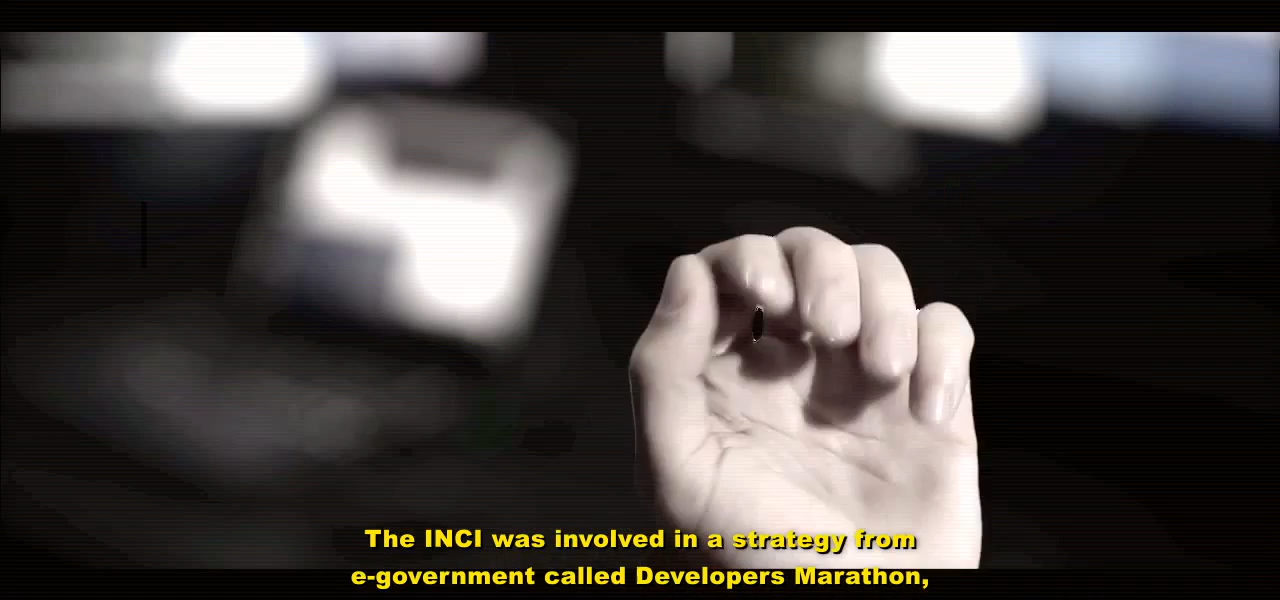 The INCI was involved in a strategy from
e-government called Developers Marathon,